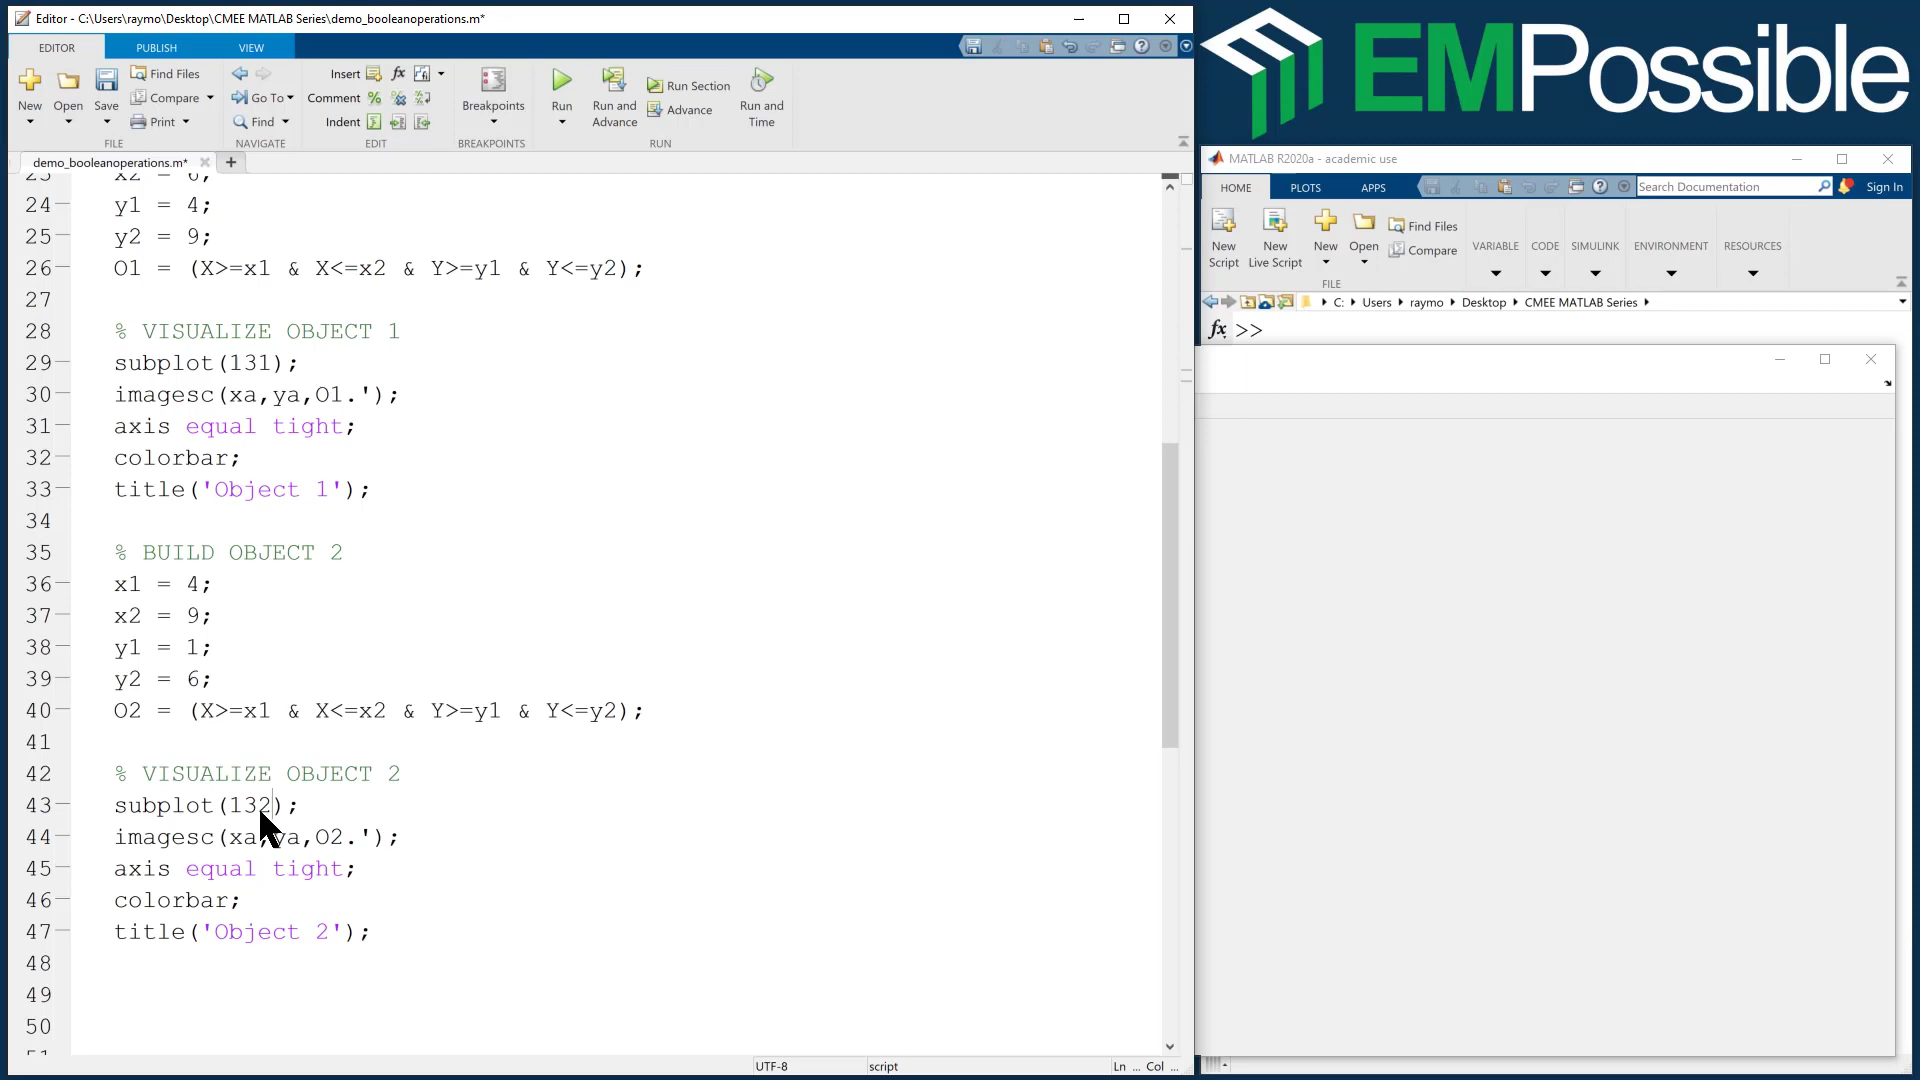 Editor - C:\Users\raymo\Desktop\CMEE MATLAB Series\demo_booleanoperations.m*
EDITOR PUBLISH VIEW
New Open Save Find Files Compare Print
FILE
Go To Find
NAVIGATE
Insert fx
Comment
Indent
EDIT
Breakpoints
BREAKPOINTS
Run Run and Advance Run Section Advance Run and Time
RUN
demo_booleanoperations.m*
23 x2 = 6;
24 y1 = 4;
25 y2 = 9;
26 O1 = (X>=x1 & X<=x2 & Y>=y1 & Y<=y2);
27
28 % VISUALIZE OBJECT 1
29 subplot(131);
30 imagesc(xa,ya,O1.');
31 axis equal tight;
32 colorbar;
33 title('Object 1');
34
35 % BUILD OBJECT 2
36 x1 = 4;
37 x2 = 9;
38 y1 = 1;
39 y2 = 6;
40 O2 = (X>=x1 & X<=x2 & Y>=y1 & Y<=y2);
41
42 % VISUALIZE OBJECT 2
43 subplot(132);
44 imagesc(xa,ya,O2.');
45 axis equal tight;
46 colorbar;
47 title('Object 2');
48
49
50
51
UTF-8 script Ln ... Col ...
EMPossible
MATLAB R2020a - academic use
HOME PLOTS APPS Search Documentation Sign In
New Script New Live Script New Open Find Files Compare
FILE
VARIABLE CODE SIMULINK ENVIRONMENT RESOURCES
C: Users raymo Desktop CMEE MATLAB Series
fx >>